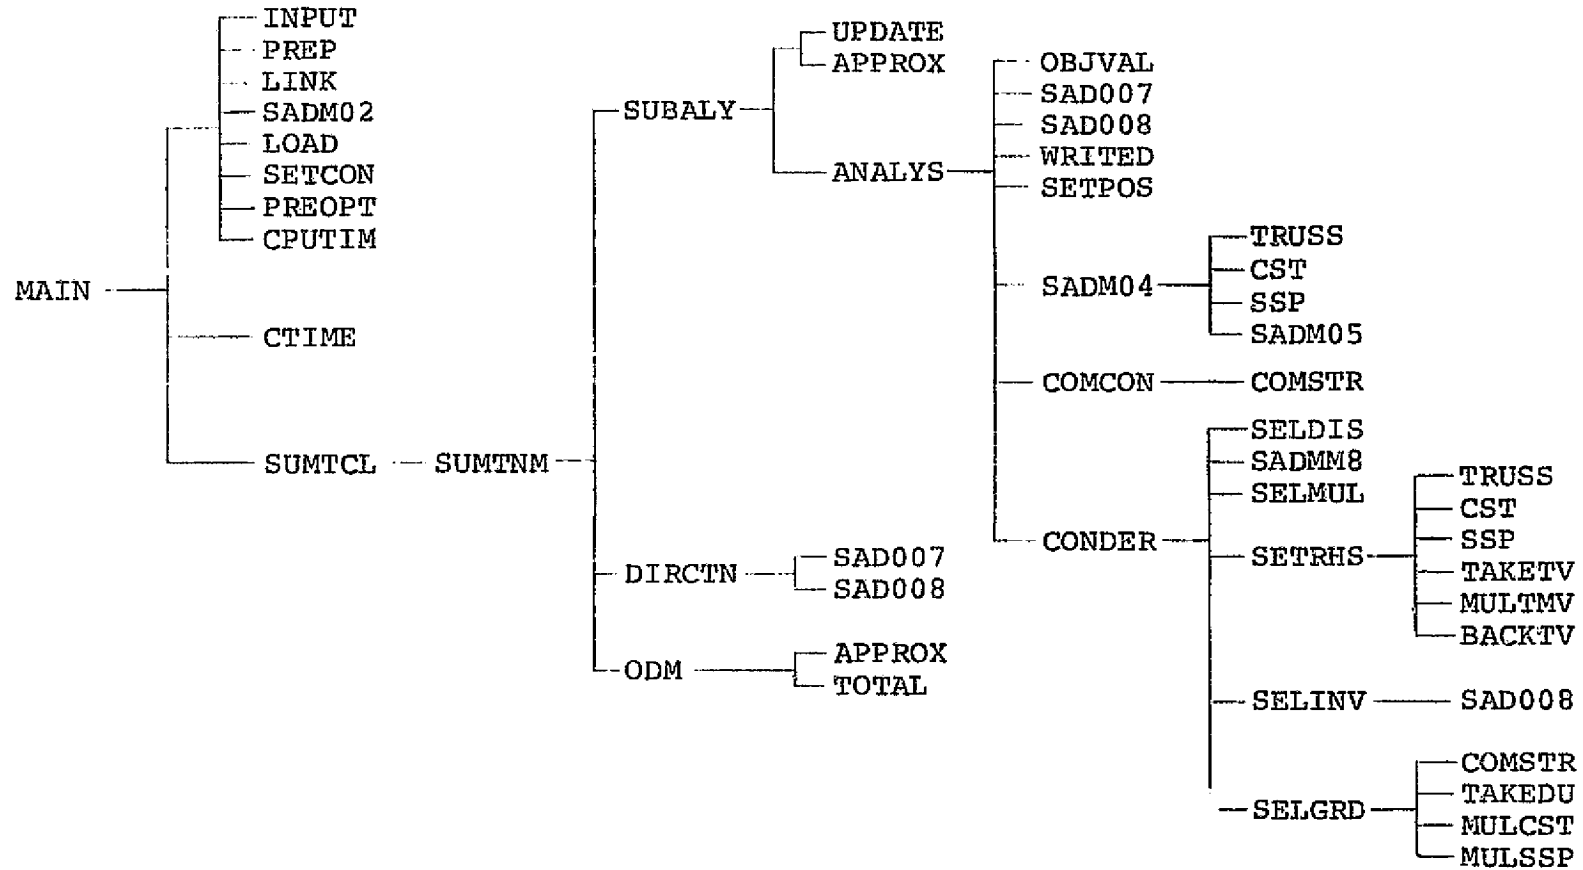 MAIN
INPUT
PREP
LINK
SADM02
LOAD
SETCON
PREOPT
CPUTIM
CTIME
SUMTCL
SUMTNM
SUBALY
UPDATE
APPROX
ANALYS
OBJVAL
SAD007
SAD008
WRITED
SETPOS
SADM04
TRUSS
CST
SSP
SADM05
COMCON
COMSTR
CONDER
SELDIS
SADMM8
SELMUL
SETRHS
TRUSS
CST
SSP
TAKETV
MULTMV
BACKTV
SELINV
SAD008
SELGRD
COMSTR
TAKEDU
MULCST
MULSSP
DIRCTN
SAD007
SAD008
ODM
APPROX
TOTAL